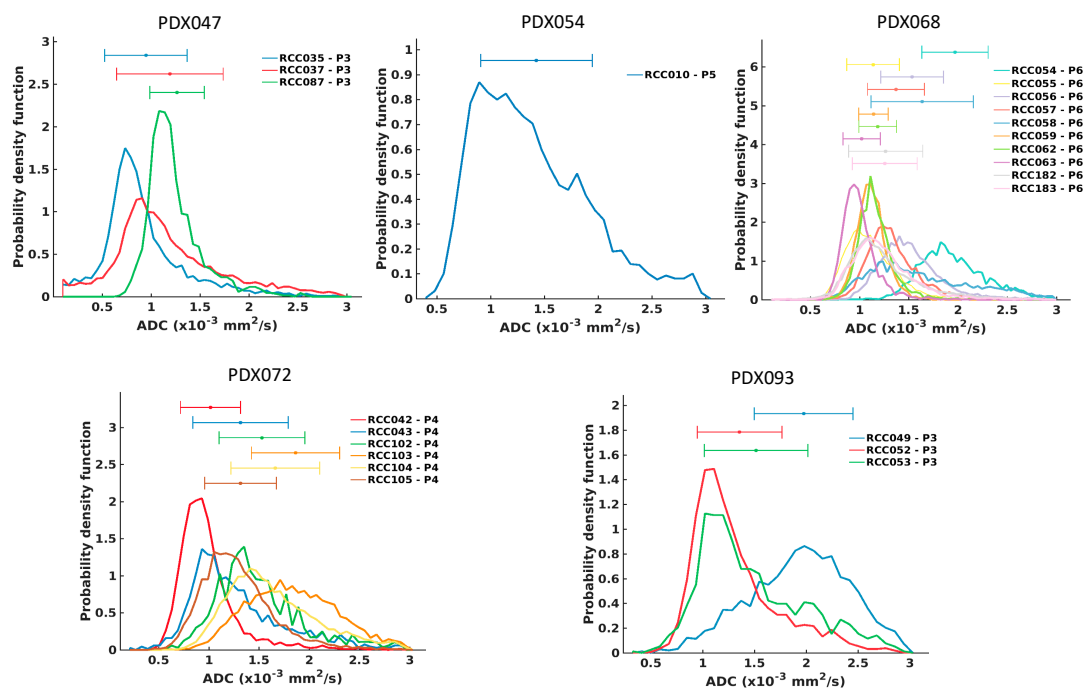 PDX047
PDX054
PDX068
3
2.5
2
1.5
1
0.5
0
0.5
1
1.5
2
2.5
3
Probability density function
ADC (x10⁻³ mm²/s)
RCC035 - P3
RCC037 - P3
RCC087 - P3
1
0.9
0.8
0.7
0.6
0.5
0.4
0.3
0.2
0.1
0
0.5
1
1.5
2
2.5
3
Probability density function
ADC (x10⁻³ mm²/s)
RCC010 - P5
6
5
4
3
2
1
0
0.5
1
1.5
2
2.5
3
Probability density function
ADC (x10⁻³ mm²/s)
RCC054 - P6
RCC055 - P6
RCC056 - P6
RCC057 - P6
RCC058 - P6
RCC059 - P6
RCC062 - P6
RCC063 - P6
RCC182 - P6
RCC183 - P6
PDX072
PDX093
3
2.5
2
1.5
1
0.5
0
0.5
1
1.5
2
2.5
3
Probability density function
ADC (x10⁻³ mm²/s)
RCC042 - P4
RCC043 - P4
RCC102 - P4
RCC103 - P4
RCC104 - P4
RCC105 - P4
2
1.8
1.6
1.4
1.2
1
0.8
0.6
0.4
0.2
0
0.5
1
1.5
2
2.5
3
Probability density function
ADC (x10⁻³ mm²/s)
RCC049 - P3
RCC052 - P3
RCC053 - P3